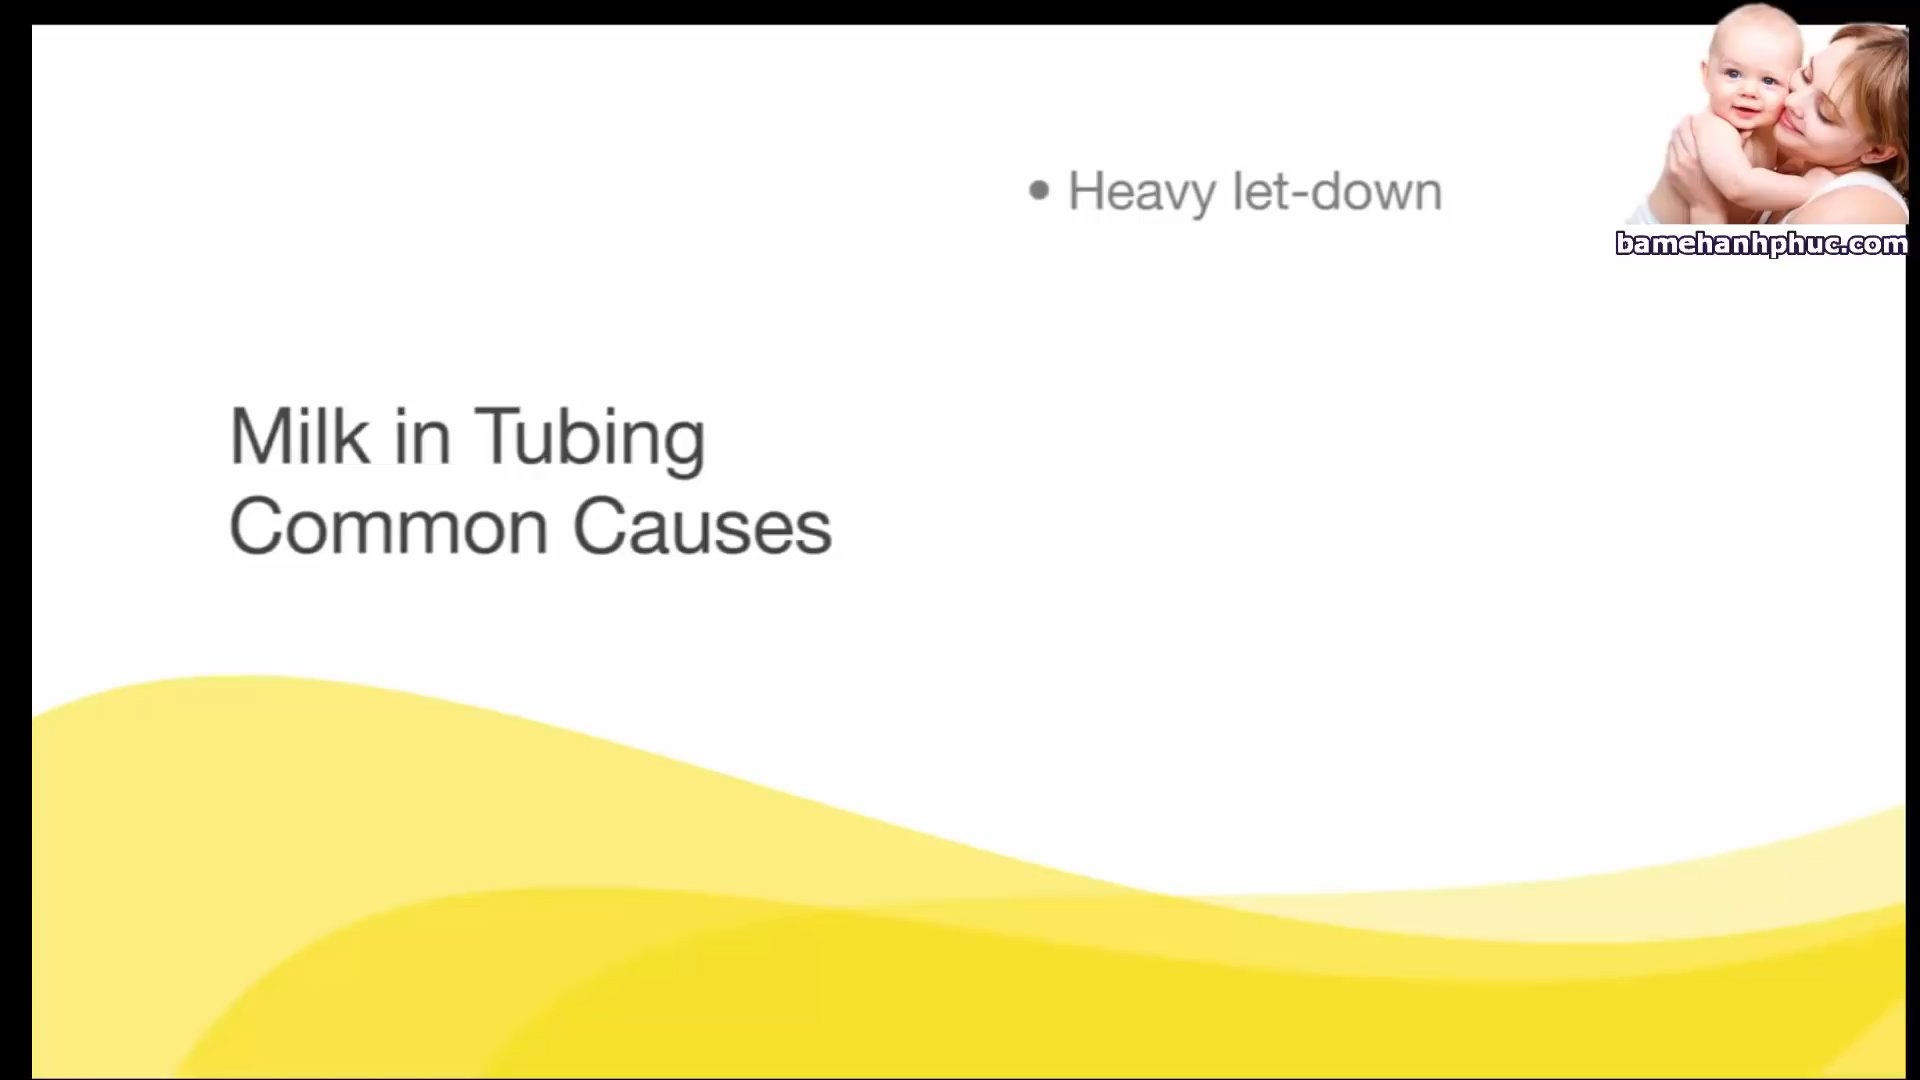 • Heavy let-down
bamehanhphuc.com
Milk in Tubing
Common Causes